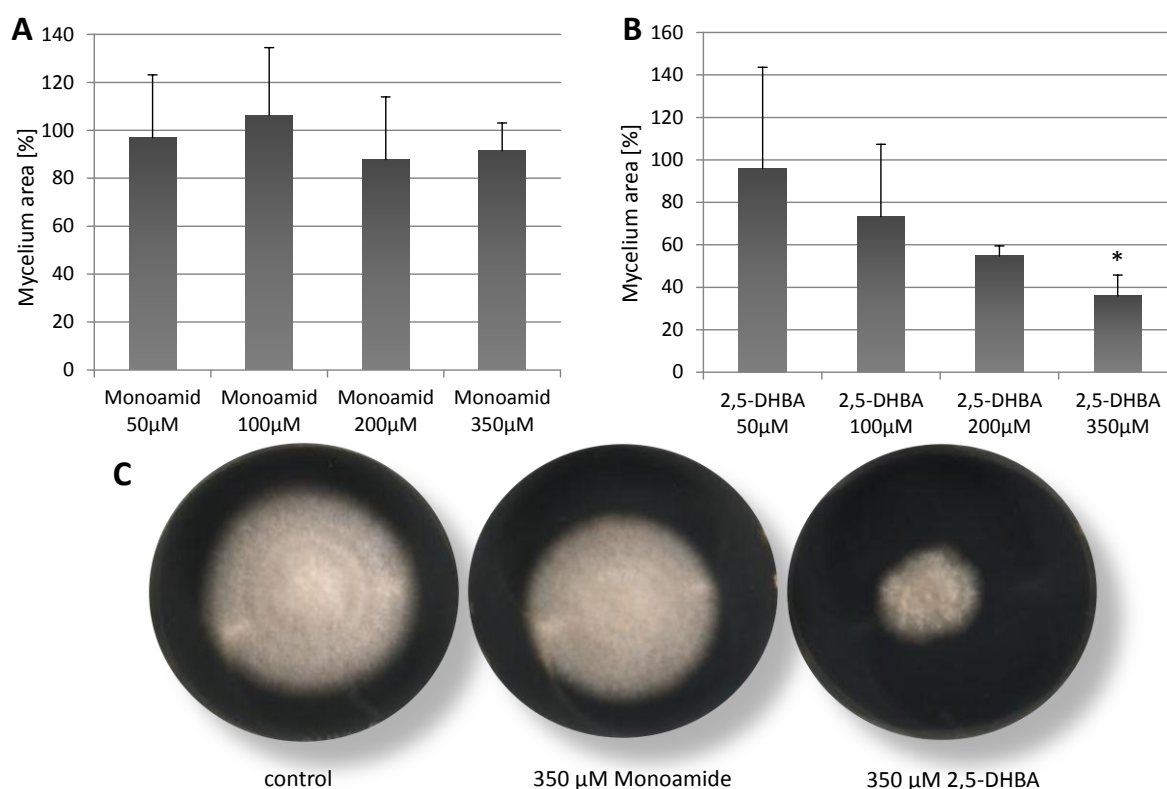 A
140
120
100
80
60
40
20
0
Mycelium area [%]
Monoamid Monoamid Monoamid Monoamid
50µM 100µM 200µM 350µM
B
160
140
120
100
80
60
40
20
0
Mycelium area [%]
*
2,5-DHBA 2,5-DHBA 2,5-DHBA 2,5-DHBA
50µM 100µM 200µM 350µM
C
control 350 µM Monoamide 350 µM 2,5-DHBA